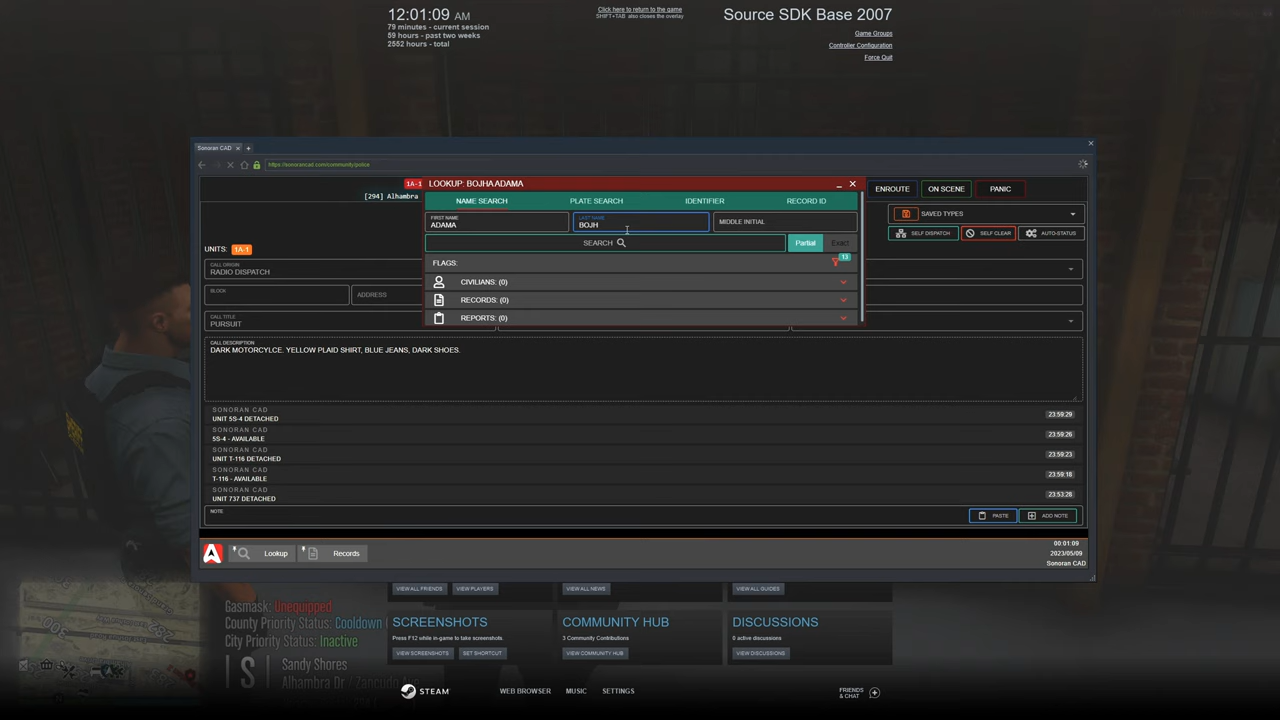 12:01:09 AM
79 minutes - current session
59 hours - past two weeks
2552 hours - total
Click here to return to the game
SHIFT+TAB also closes the overlay
Source SDK Base 2007
Game Groups
Controller Configuration
Force Quit
Sonoran CAD
https://sonorancad.com/community/police
1A-1
LOOKUP: BOJHA ADAMA
[294] Alhambra
NAME SEARCH
PLATE SEARCH
IDENTIFIER
RECORD ID
ENROUTE
ON SCENE
PANIC
FIRST NAME
ADAMA
LAST NAME
BOJH
MIDDLE INITIAL
SAVED TYPES
SELF DISPATCH
SELF CLEAR
AUTO-STATUS
SEARCH
Partial
Exact
UNITS: 1A-1
FLAGS:
13
CALL ORIGIN
RADIO DISPATCH
CIVILIANS: (0)
BLOCK
ADDRESS
RECORDS: (0)
CALL TITLE
PURSUIT
REPORTS: (0)
CALL DESCRIPTION
DARK MOTORCYLCE. YELLOW PLAID SHIRT, BLUE JEANS, DARK SHOES.
SONORAN CAD
UNIT 5S-4 DETACHED
23:59:29
SONORAN CAD
5S-4 - AVAILABLE
23:59:26
SONORAN CAD
UNIT T-116 DETACHED
23:59:23
SONORAN CAD
T-116 - AVAILABLE
23:59:18
SONORAN CAD
UNIT 737 DETACHED
23:53:28
NOTE
PASTE
ADD NOTE
Lookup
Records
00:01:09
2023/05/09
Sonoran CAD
VIEW ALL FRIENDS
VIEW PLAYERS
VIEW ALL NEWS
VIEW ALL GUIDES
Gasmask: Unequipped
County Priority Status: Cooldown
City Priority Status: Inactive
S
Sandy Shores
Alhambra Dr / Zancudo
SCREENSHOTS
Press F12 while in-game to take screenshots.
VIEW SCREENSHOTS
SET SHORTCUT
COMMUNITY HUB
3 Community Contributions
VIEW COMMUNITY HUB
DISCUSSIONS
0 active discussions
VIEW DISCUSSIONS
STEAM
WEB BROWSER
MUSIC
SETTINGS
FRIENDS
& CHAT